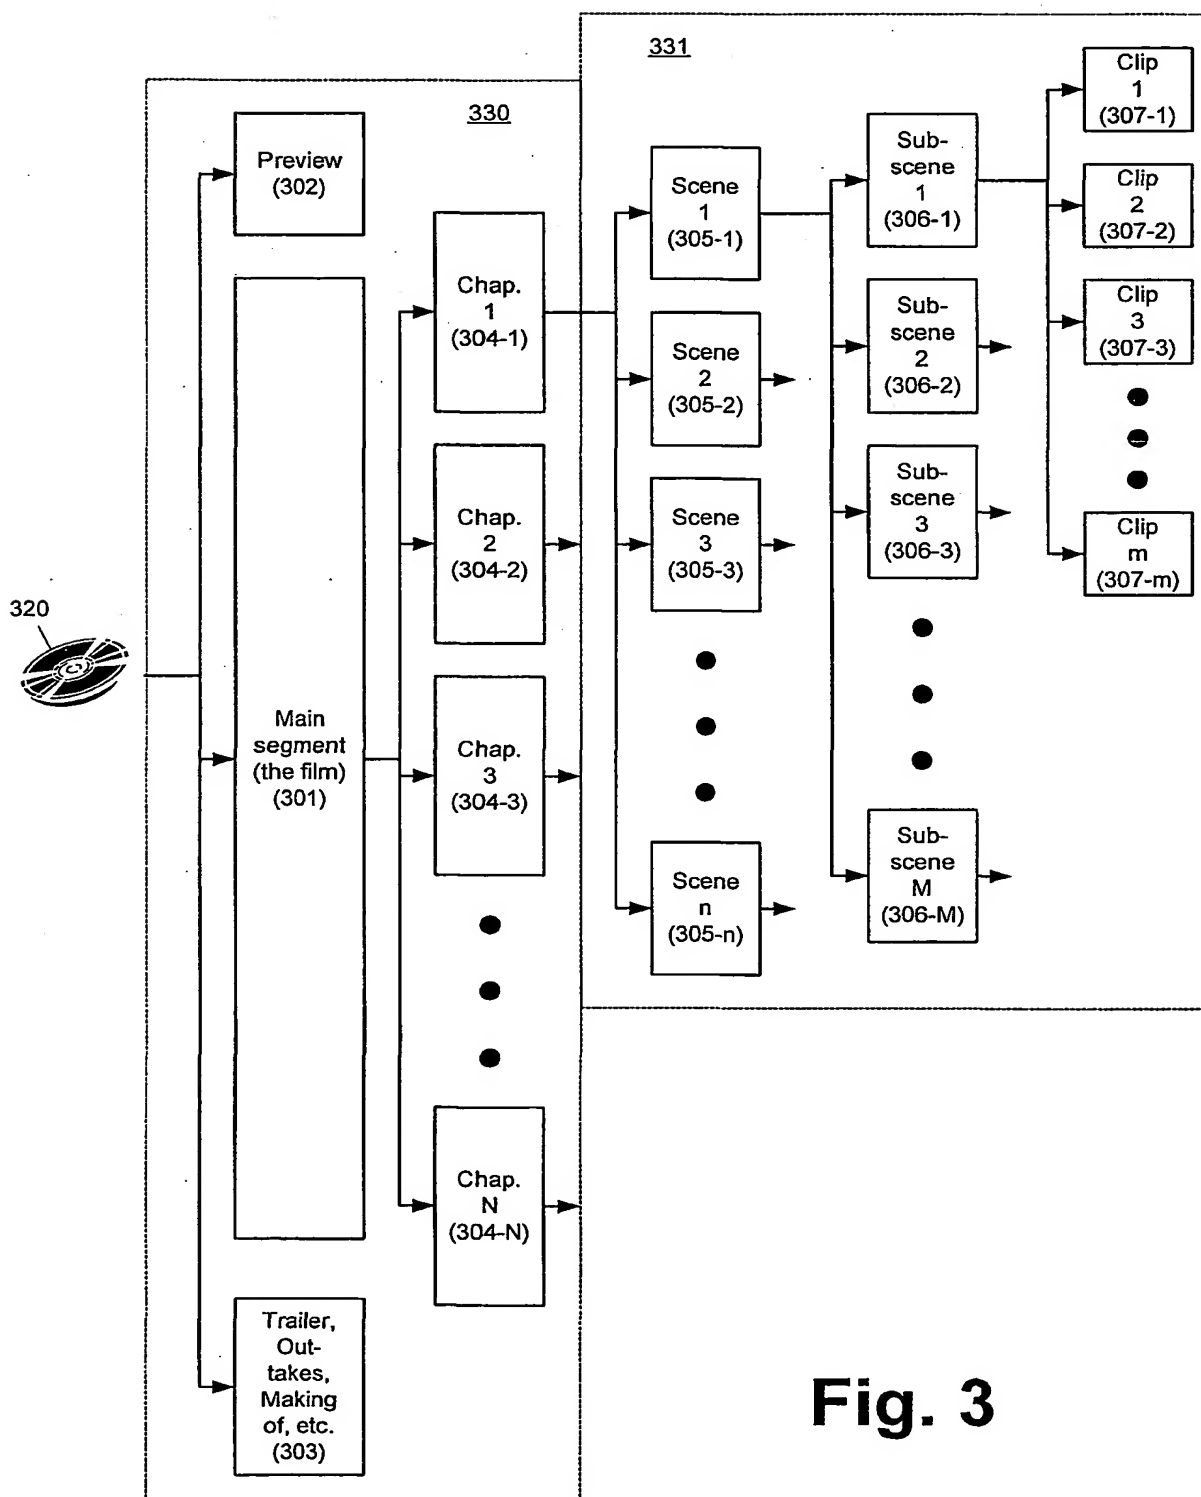 331
330
Preview
(302)
Chap.
1
(304-1)
Scene
1
(305-1)
Sub-
scene
1
(306-1)
Clip
1
(307-1)
Clip
2
(307-2)
Clip
3
(307-3)
Clip
m
(307-m)
Sub-
scene
2
(306-2)
Sub-
scene
3
(306-3)
Sub-
scene
M
(306-M)
Scene
2
(305-2)
Scene
3
(305-3)
Scene
n
(305-n)
Chap.
2
(304-2)
Chap.
3
(304-3)
Chap.
N
(304-N)
320
Main
segment
(the film)
(301)
Trailer,
Out-
takes,
Making
of, etc.
(303)
Fig. 3